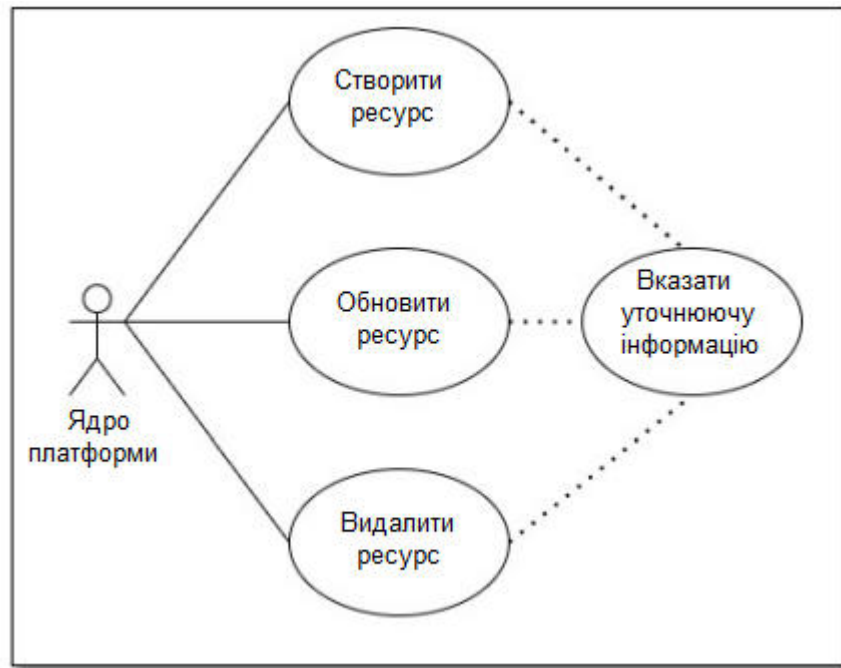 Створити
ресурс
Обновити
ресурс
Вказати
уточнюючу
інформацію
Ядро
платформи
Видалити
ресурс